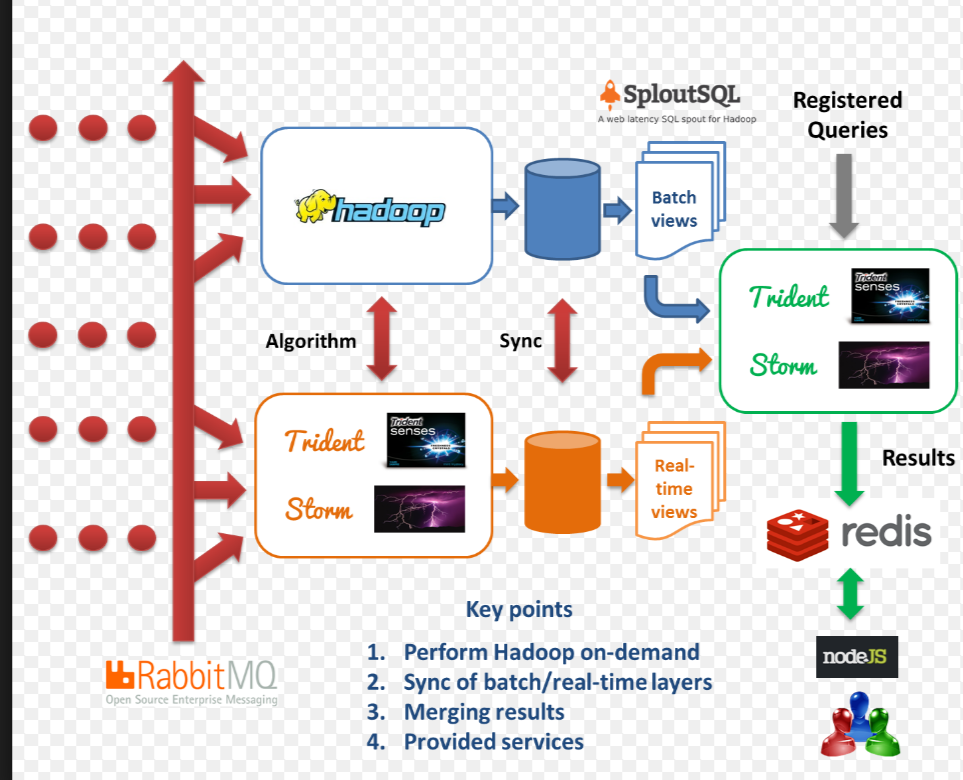 SploutSQL
A web latency SQL spout for Hadoop
Registered
Queries
hadoop
Batch
views
Trident
Trident
senses
Storm
Algorithm
Sync
Trident
Trident
senses
Storm
Real-
time
views
Results
redis
Key points
1. Perform Hadoop on-demand
2. Sync of batch/real-time layers
3. Merging results
4. Provided services
nodeJS
RabbitMQ
Open Source Enterprise Messaging